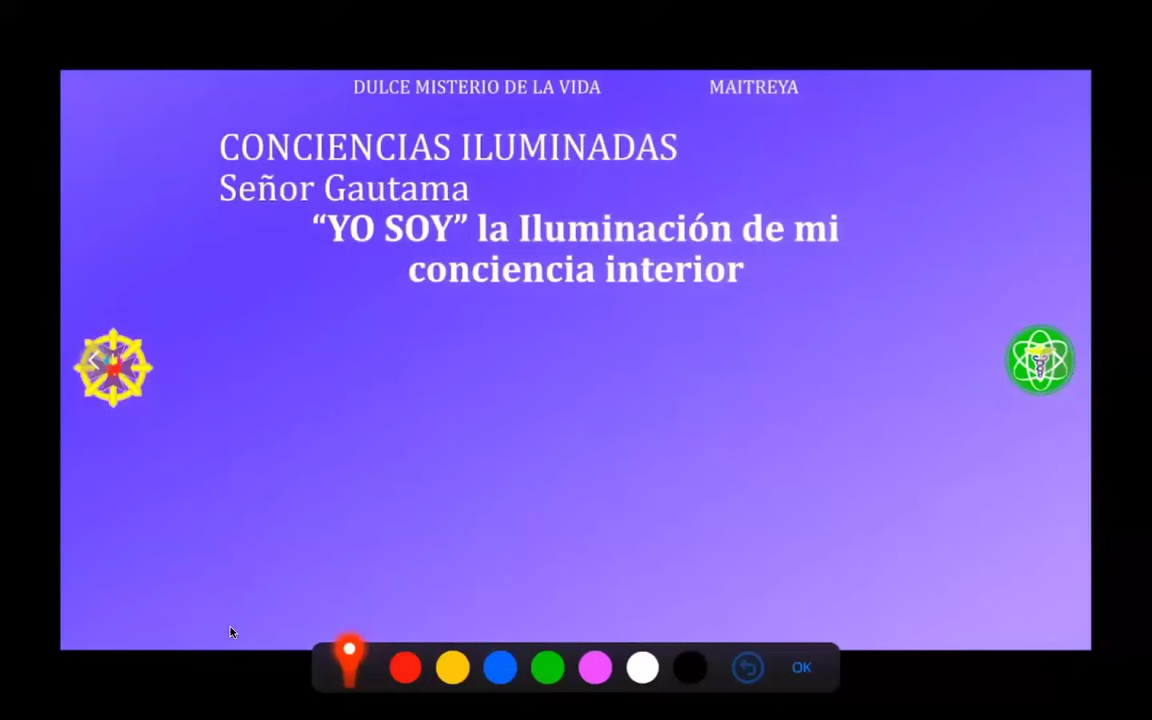 DULCE MISTERIO DE LA VIDA MAITREYA
CONCIENCIAS ILUMINADAS
Señor Gautama
“YO SOY” la Iluminación de mi
conciencia interior
OK